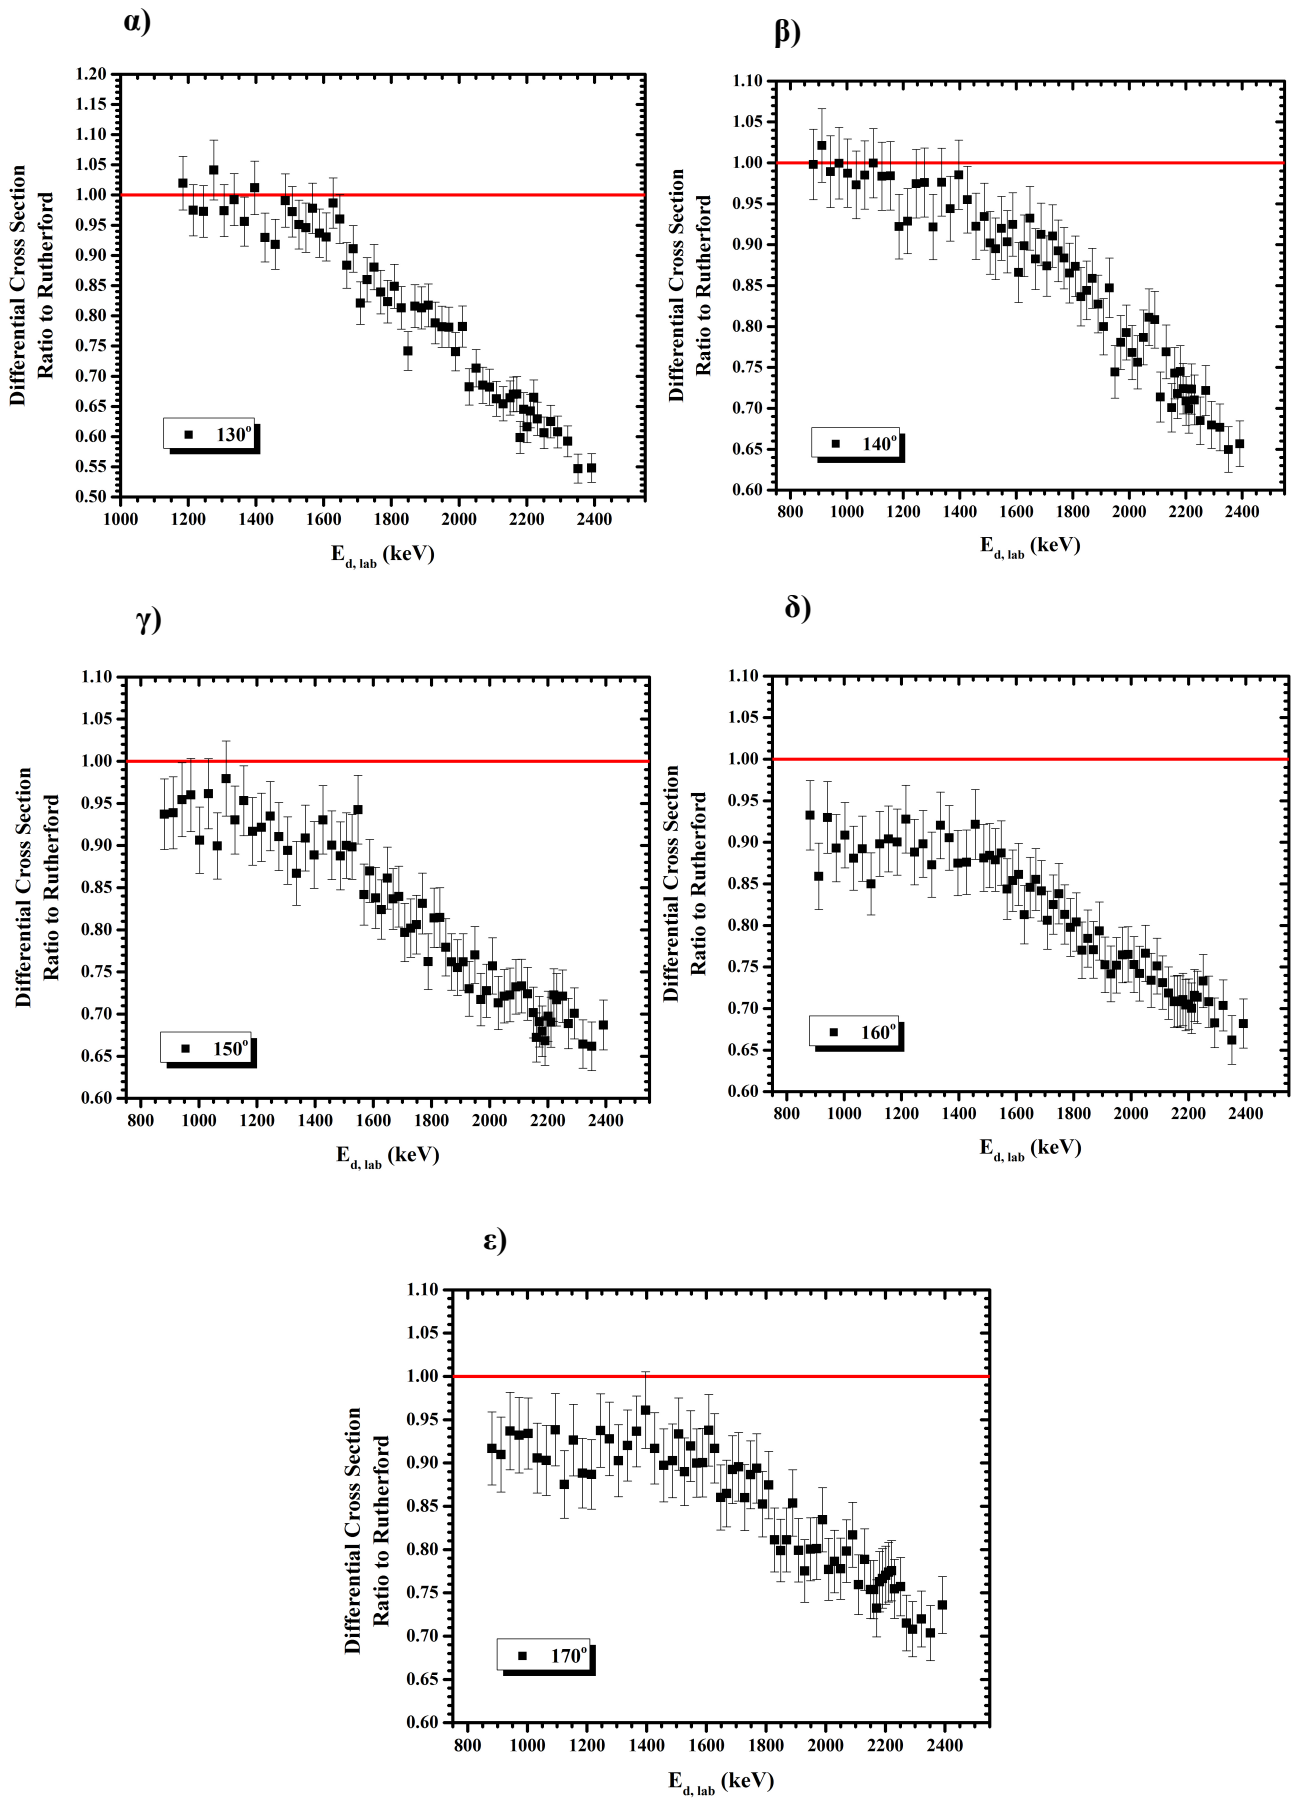 α)
1.20
1.15
1.10
1.05
1.00
0.95
0.90
0.85
0.80
0.75
0.70
0.65
0.60
0.55
0.50
1000 1200 1400 1600 1800 2000 2200 2400
Differential Cross Section
Ratio to Rutherford
130°
E d, lab (keV)
β)
1.10
1.05
1.00
0.95
0.90
0.85
0.80
0.75
0.70
0.65
0.60
800 1000 1200 1400 1600 1800 2000 2200 2400
Differential Cross Section
Ratio to Rutherford
140°
E d, lab (keV)
γ)
1.10
1.05
1.00
0.95
0.90
0.85
0.80
0.75
0.70
0.65
0.60
800 1000 1200 1400 1600 1800 2000 2200 2400
Differential Cross Section
Ratio to Rutherford
150°
E d, lab (keV)
δ)
1.10
1.05
1.00
0.95
0.90
0.85
0.80
0.75
0.70
0.65
0.60
800 1000 1200 1400 1600 1800 2000 2200 2400
Differential Cross Section
Ratio to Rutherford
160°
E d, lab (keV)
ε)
1.10
1.05
1.00
0.95
0.90
0.85
0.80
0.75
0.70
0.65
0.60
800 1000 1200 1400 1600 1800 2000 2200 2400
Differential Cross Section
Ratio to Rutherford
170°
E d, lab (keV)